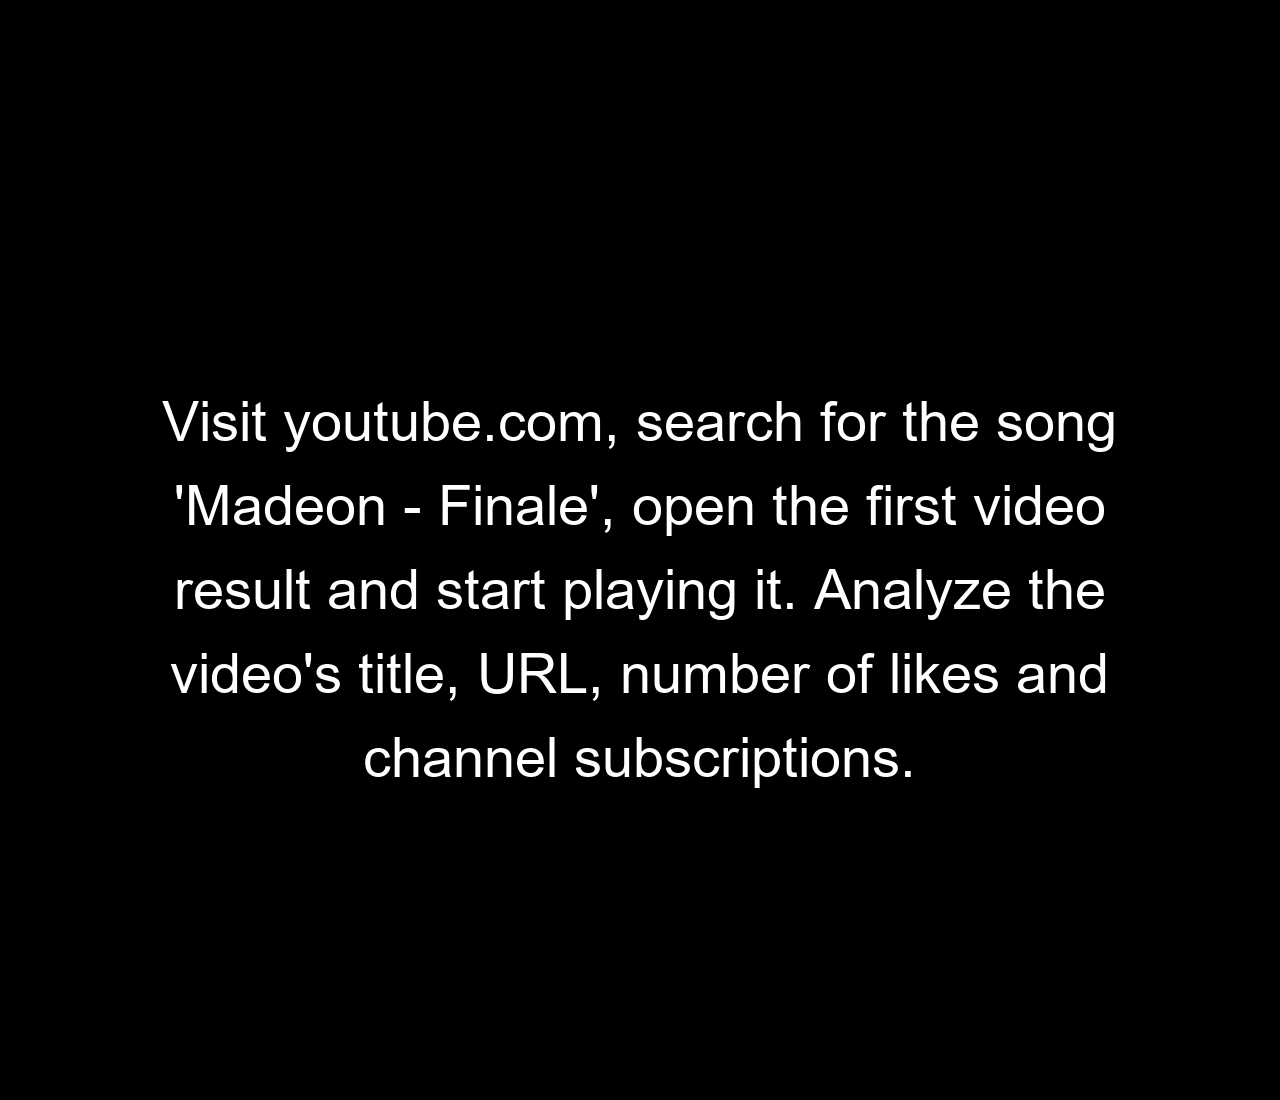 Visit youtube.com, search for the song
'Madeon - Finale', open the first video
result and start playing it. Analyze the
video's title, URL, number of likes and
channel subscriptions.